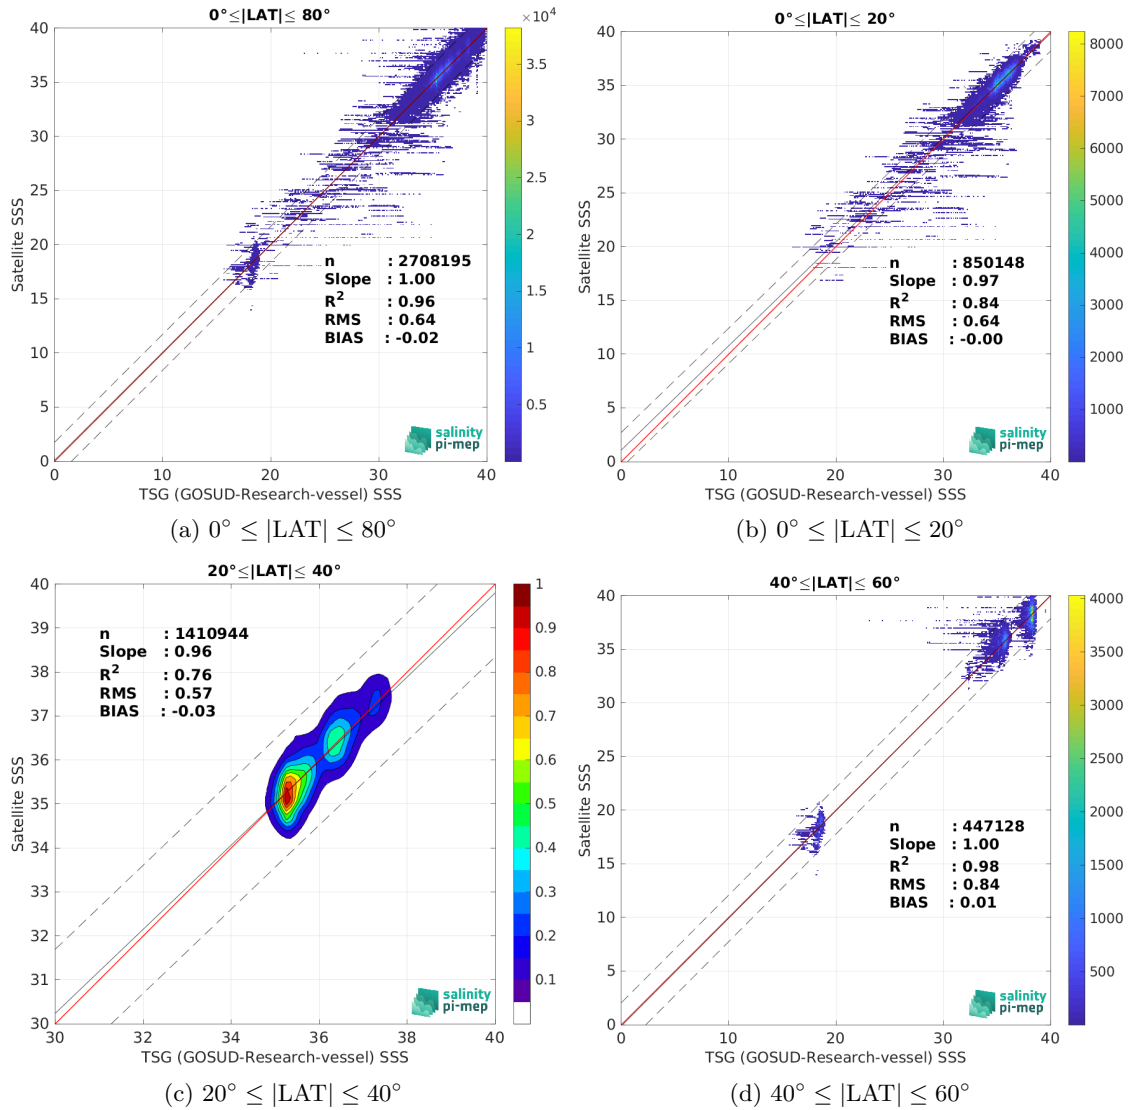 0°≤|LAT|≤ 80°
×10⁴
40
35
30
25
20
15
10
5
0
0
10
20
30
40
3.5
3
2.5
2
1.5
1
0.5
Satellite SSS
n : 2708195
Slope : 1.00
R² : 0.96
RMS : 0.64
BIAS : -0.02
salinity
pi-mep
TSG (GOSUD-Research-vessel) SSS
(a) 0° ≤ |LAT| ≤ 80°
0°≤|LAT|≤ 20°
40
35
30
25
20
15
10
5
0
0
10
20
30
40
8000
7000
6000
5000
4000
3000
2000
1000
Satellite SSS
n : 850148
Slope : 0.97
R² : 0.84
RMS : 0.64
BIAS : -0.00
salinity
pi-mep
TSG (GOSUD-Research-vessel) SSS
(b) 0° ≤ |LAT| ≤ 20°
20°≤|LAT|≤ 40°
40
39
38
37
36
35
34
33
32
31
30
30
32
34
36
38
40
1
0.9
0.8
0.7
0.6
0.5
0.4
0.3
0.2
0.1
Satellite SSS
n : 1410944
Slope : 0.96
R² : 0.76
RMS : 0.57
BIAS : -0.03
salinity
pi-mep
TSG (GOSUD-Research-vessel) SSS
(c) 20° ≤ |LAT| ≤ 40°
40°≤|LAT|≤ 60°
40
35
30
25
20
15
10
5
0
0
10
20
30
40
4000
3500
3000
2500
2000
1500
1000
500
Satellite SSS
n : 447128
Slope : 1.00
R² : 0.98
RMS : 0.84
BIAS : 0.01
salinity
pi-mep
TSG (GOSUD-Research-vessel) SSS
(d) 40° ≤ |LAT| ≤ 60°